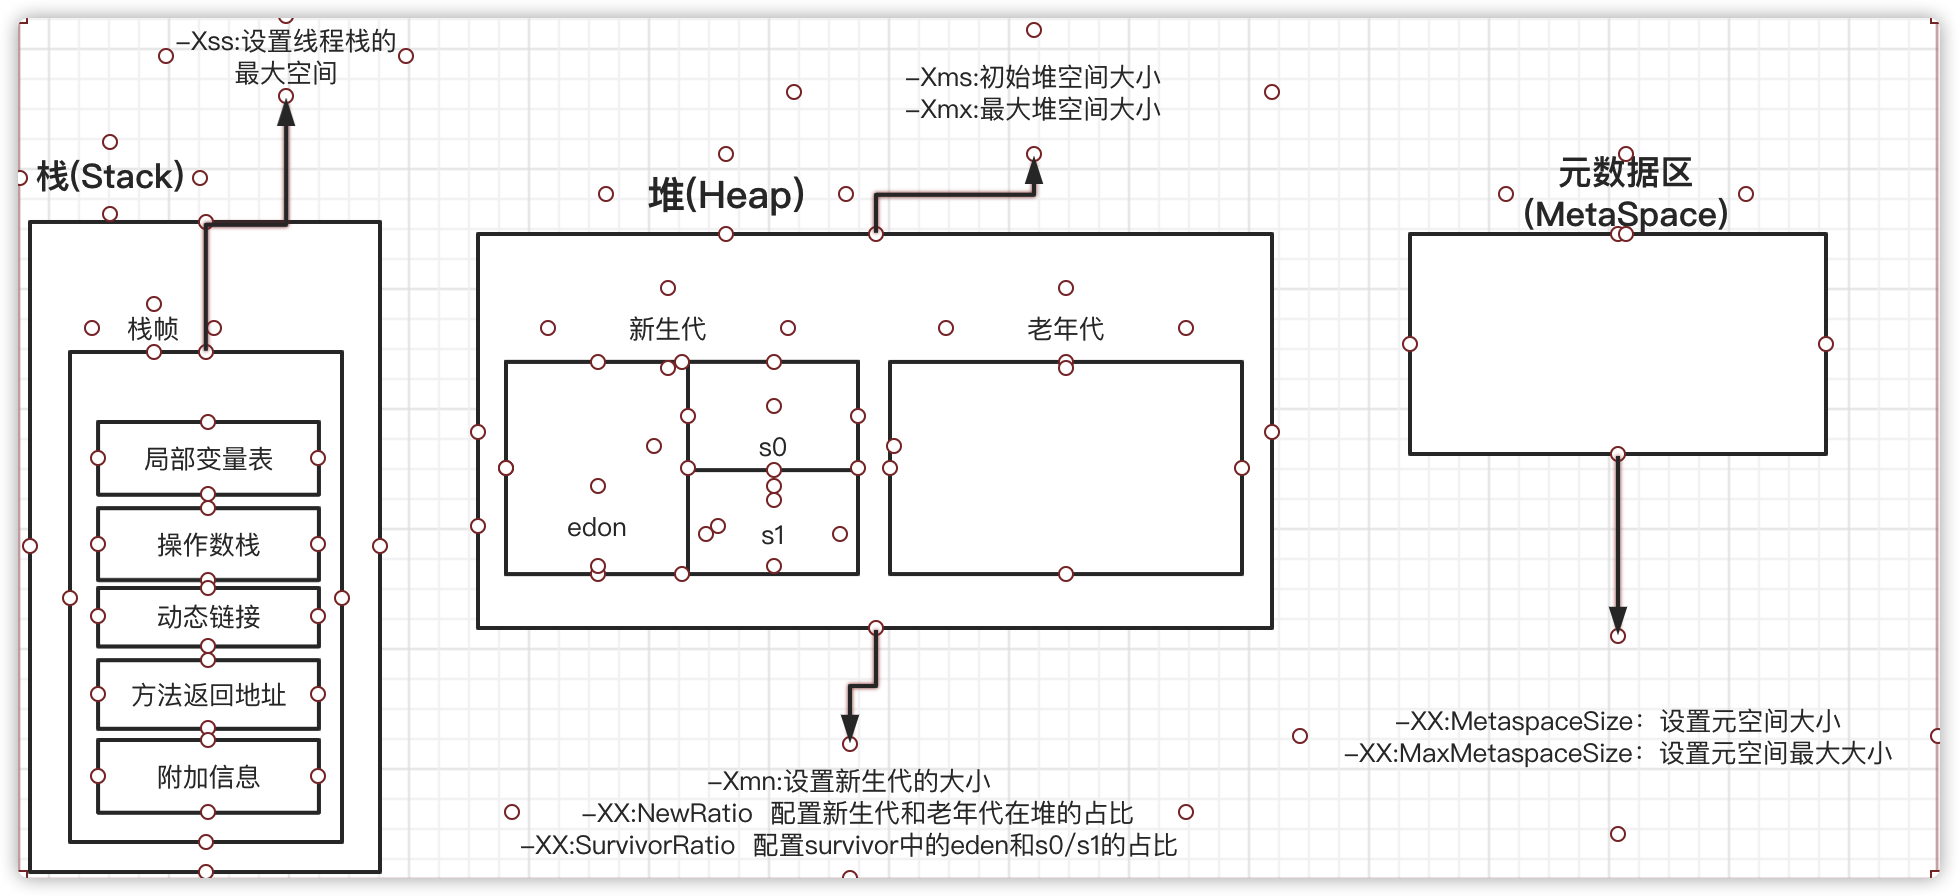 -Xss:设置线程栈的
最大空间
栈(Stack)
栈帧
局部变量表
操作数栈
动态链接
方法返回地址
附加信息
-Xms:初始堆空间大小
-Xmx:最大堆空间大小
堆(Heap)
新生代
老年代
edon
s0
s1
-Xmn:设置新生代的大小
-XX:NewRatio 配置新生代和老年代在堆的占比
-XX:SurvivorRatio 配置survivor中的eden和s0/s1的占比
元数据区
(MetaSpace)
-XX:MetaspaceSize：设置元空间大小
-XX:MaxMetaspaceSize：设置元空间最大大小